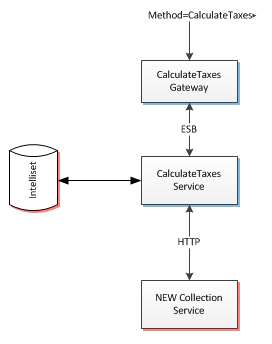 Method=CalculateTaxes
CalculateTaxes
Gateway
ESB
CalculateTaxes
Service
Intelliset
HTTP
NEW Collection
Service